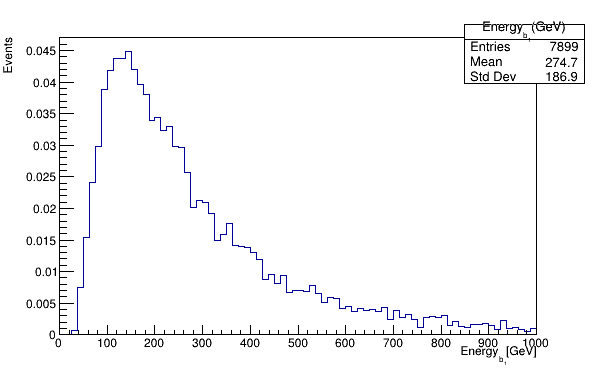 Energy_b_1(GeV)
Entries 7899
Mean 274.7
Std Dev 186.9
Events
0.045
0.04
0.035
0.03
0.025
0.02
0.015
0.01
0.005
0
0 100 200 300 400 500 600 700 800 900 1000
Energy_b_1[GeV]